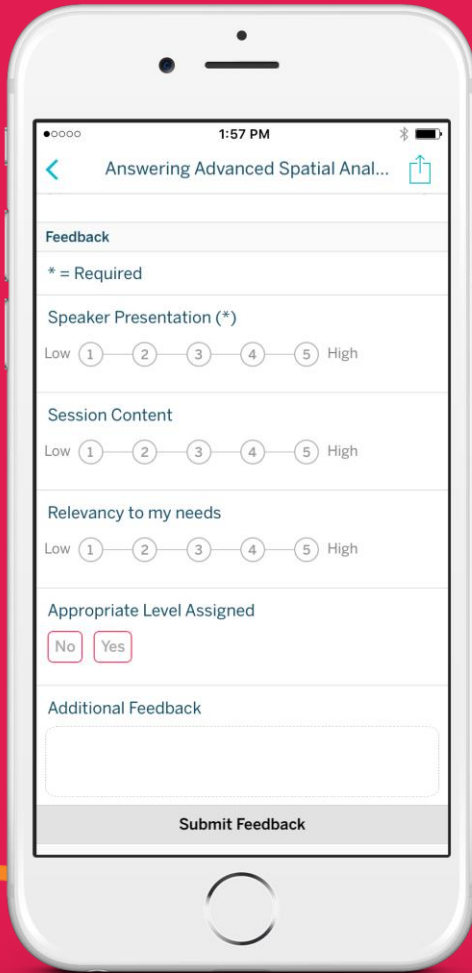 1:57 PM
Answering Advanced Spatial Anal...
Feedback
* = Required
Speaker Presentation (*)
Low 1 2 3 4 5 High
Session Content
Low 1 2 3 4 5 High
Relevancy to my needs
Low 1 2 3 4 5 High
Appropriate Level Assigned
No Yes
Additional Feedback
Submit Feedback